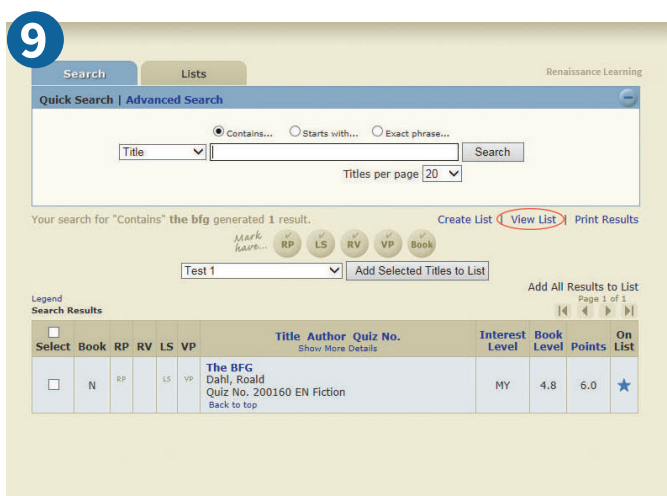 9
Search Lists Renaissance Learning
Quick Search | Advanced Search
Contains... Starts with... Exact phrase...
Title Search
Titles per page 20
Your search for "Contains" the bfg generated 1 result. Create List | View List | Print Results
Mark have... RP LS RV VP Book
Test 1 Add Selected Titles to List
Add All Results to List
Legend Page 1 of 1
Search Results
Select Book RP RV LS VP Title Author Quiz No. Interest Level Book Level Points On List
Show More Details
The BFG
N RP LS VP Dahl, Roald MY 4.8 6.0
Quiz No. 200160 EN Fiction
Back to top